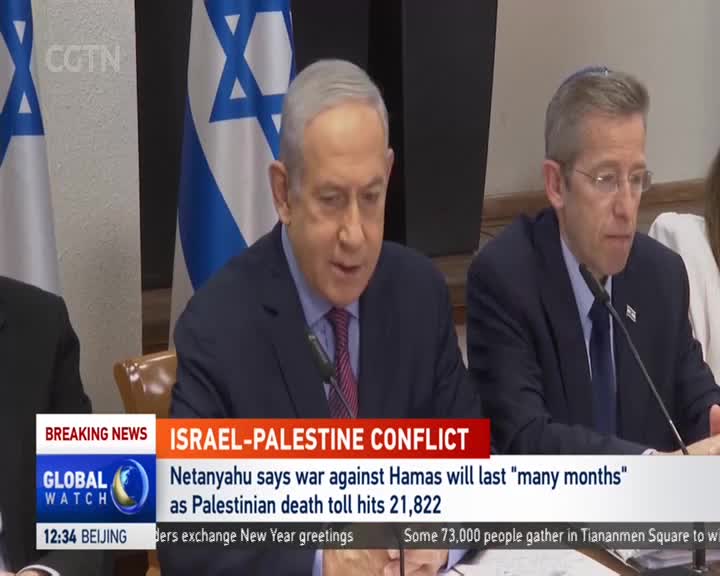 CGTN
BREAKING NEWS
ISRAEL-PALESTINE CONFLICT
GLOBAL
WATCH
Netanyahu says war against Hamas will last "many months"
as Palestinian death toll hits 21,822
12:34 BEIJING
ders exchange New Year greetings Some 73,000 people gather in Tiananmen Square to wi